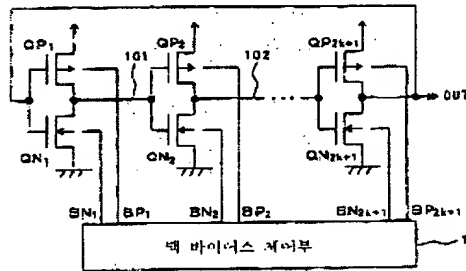 QP₁ 101 QP₂ 102 QP₂ₖ₊₁
OUT
QN₁ QN₂ QN₂ₖ₊₁
BN₁ BP₁ BN₂ BP₂ BN₂ₖ₊₁ BP₂ₖ₊₁
백 바이어스 제어부 1